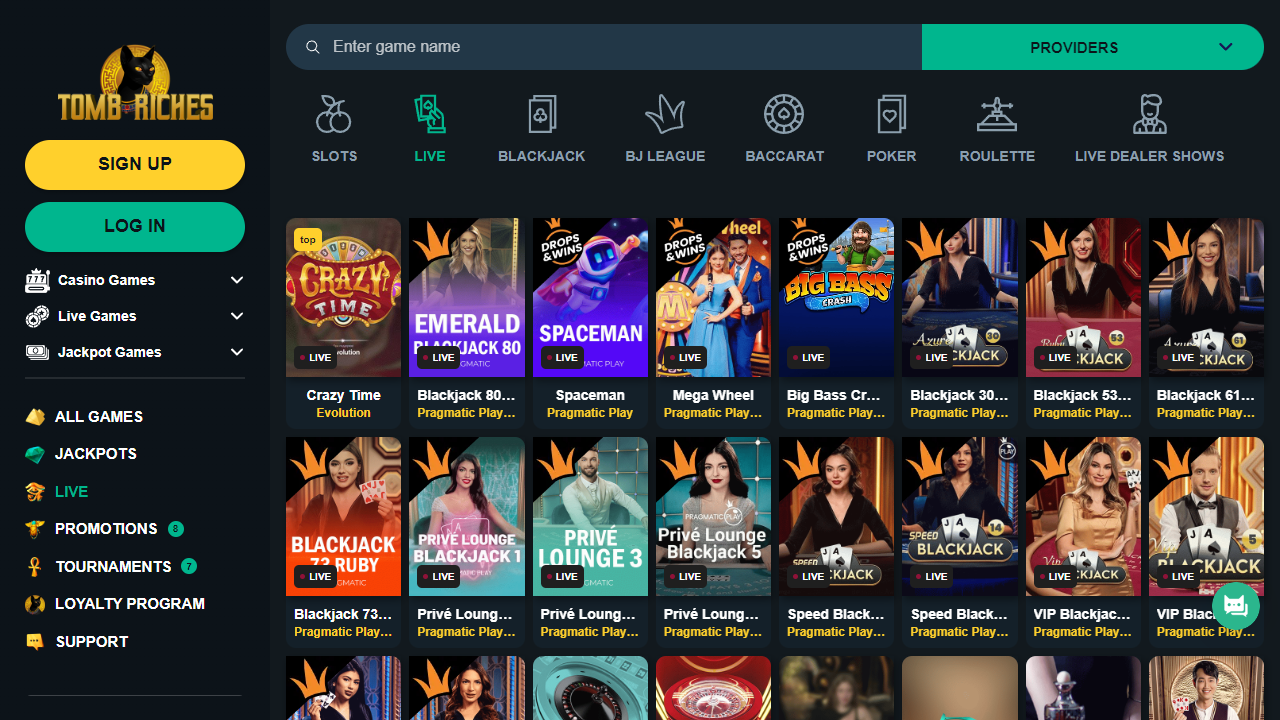 TOMB RICHES
SIGN UP
LOG IN
Casino Games
Live Games
Jackpot Games
ALL GAMES
JACKPOTS
LIVE
PROMOTIONS 8
TOURNAMENTS 7
LOYALTY PROGRAM
SUPPORT
Enter game name
PROVIDERS
SLOTS
LIVE
BLACKJACK
BJ LEAGUE
BACCARAT
POKER
ROULETTE
LIVE DEALER SHOWS
top
CRAZY
TIME
LIVE
Crazy Time
Evolution
EMERALD
BLACKJACK 80
LIVE
Blackjack 80...
Pragmatic Play...
DROPS
& WINS
SPACEMAN
LIVE
Spaceman
Pragmatic Play
DROPS
& WINS
LIVE
Mega Wheel
Pragmatic Play...
DROPS
& WINS
BIG BASS
CRASH
LIVE
Big Bass Cr...
Pragmatic Play...
Azure
30
LIVE
Blackjack 30...
Pragmatic Play...
Ruby
53
LIVE
Blackjack 53...
Pragmatic Play...
Azure
61
LIVE
Blackjack 61...
Pragmatic Play...
BLACKJACK
73 RUBY
LIVE
Blackjack 73...
Pragmatic Play...
PRIVÉ LOUNGE
BLACKJACK 1
LIVE
Privé Loung...
Pragmatic Play...
PRIVÉ
LOUNGE 3
LIVE
Privé Loung...
Pragmatic Play...
PRAGMATIC PLAY
Privé Lounge
Blackjack 5
LIVE
Privé Loung...
Pragmatic Play...
SPEED
LIVE
Speed Black...
Pragmatic Play...
14
SPEED
BLACKJACK
LIVE
Speed Black...
Pragmatic Play...
Vip
LIVE
VIP Blackjac...
Pragmatic Play...
Vip
5
BLACKJACK
LIVE
VIP Blac
Pragmatic Play...